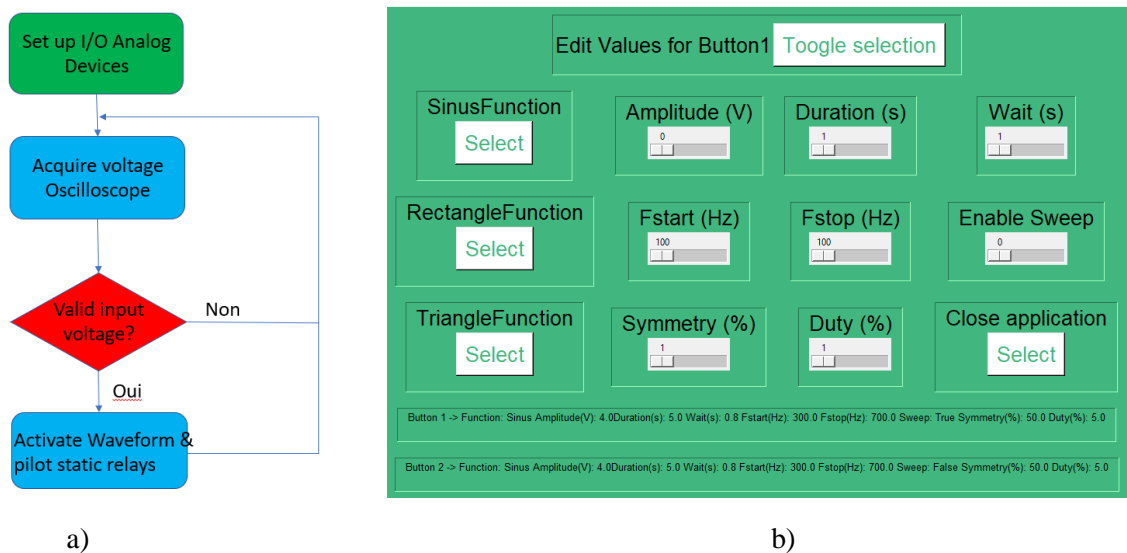 Set up I/O Analog
Devices
Acquire voltage
Oscilloscope
Valid input
voltage?
Non
Oui
Activate Waveform &
pilot static relays
a)
Edit Values for Button1 Toogle selection
SinusFunction
Select
Amplitude (V)
0
Duration (s)
1
Wait (s)
1
RectangleFunction
Select
Fstart (Hz)
100
Fstop (Hz)
100
Enable Sweep
0
TriangleFunction
Select
Symmetry (%)
1
Duty (%)
1
Close application
Select
Button 1 -> Function: Sinus Amplitude(V): 4.0Duration(s): 5.0 Wait(s): 0.8 Fstart(Hz): 300.0 Fstop(Hz): 700.0 Sweep: True Symmetry(%): 50.0 Duty(%): 5.0
Button 2 -> Function: Sinus Amplitude(V): 4.0Duration(s): 5.0 Wait(s): 0.8 Fstart(Hz): 300.0 Fstop(Hz): 700.0 Sweep: False Symmetry(%): 50.0 Duty(%): 5.0
b)